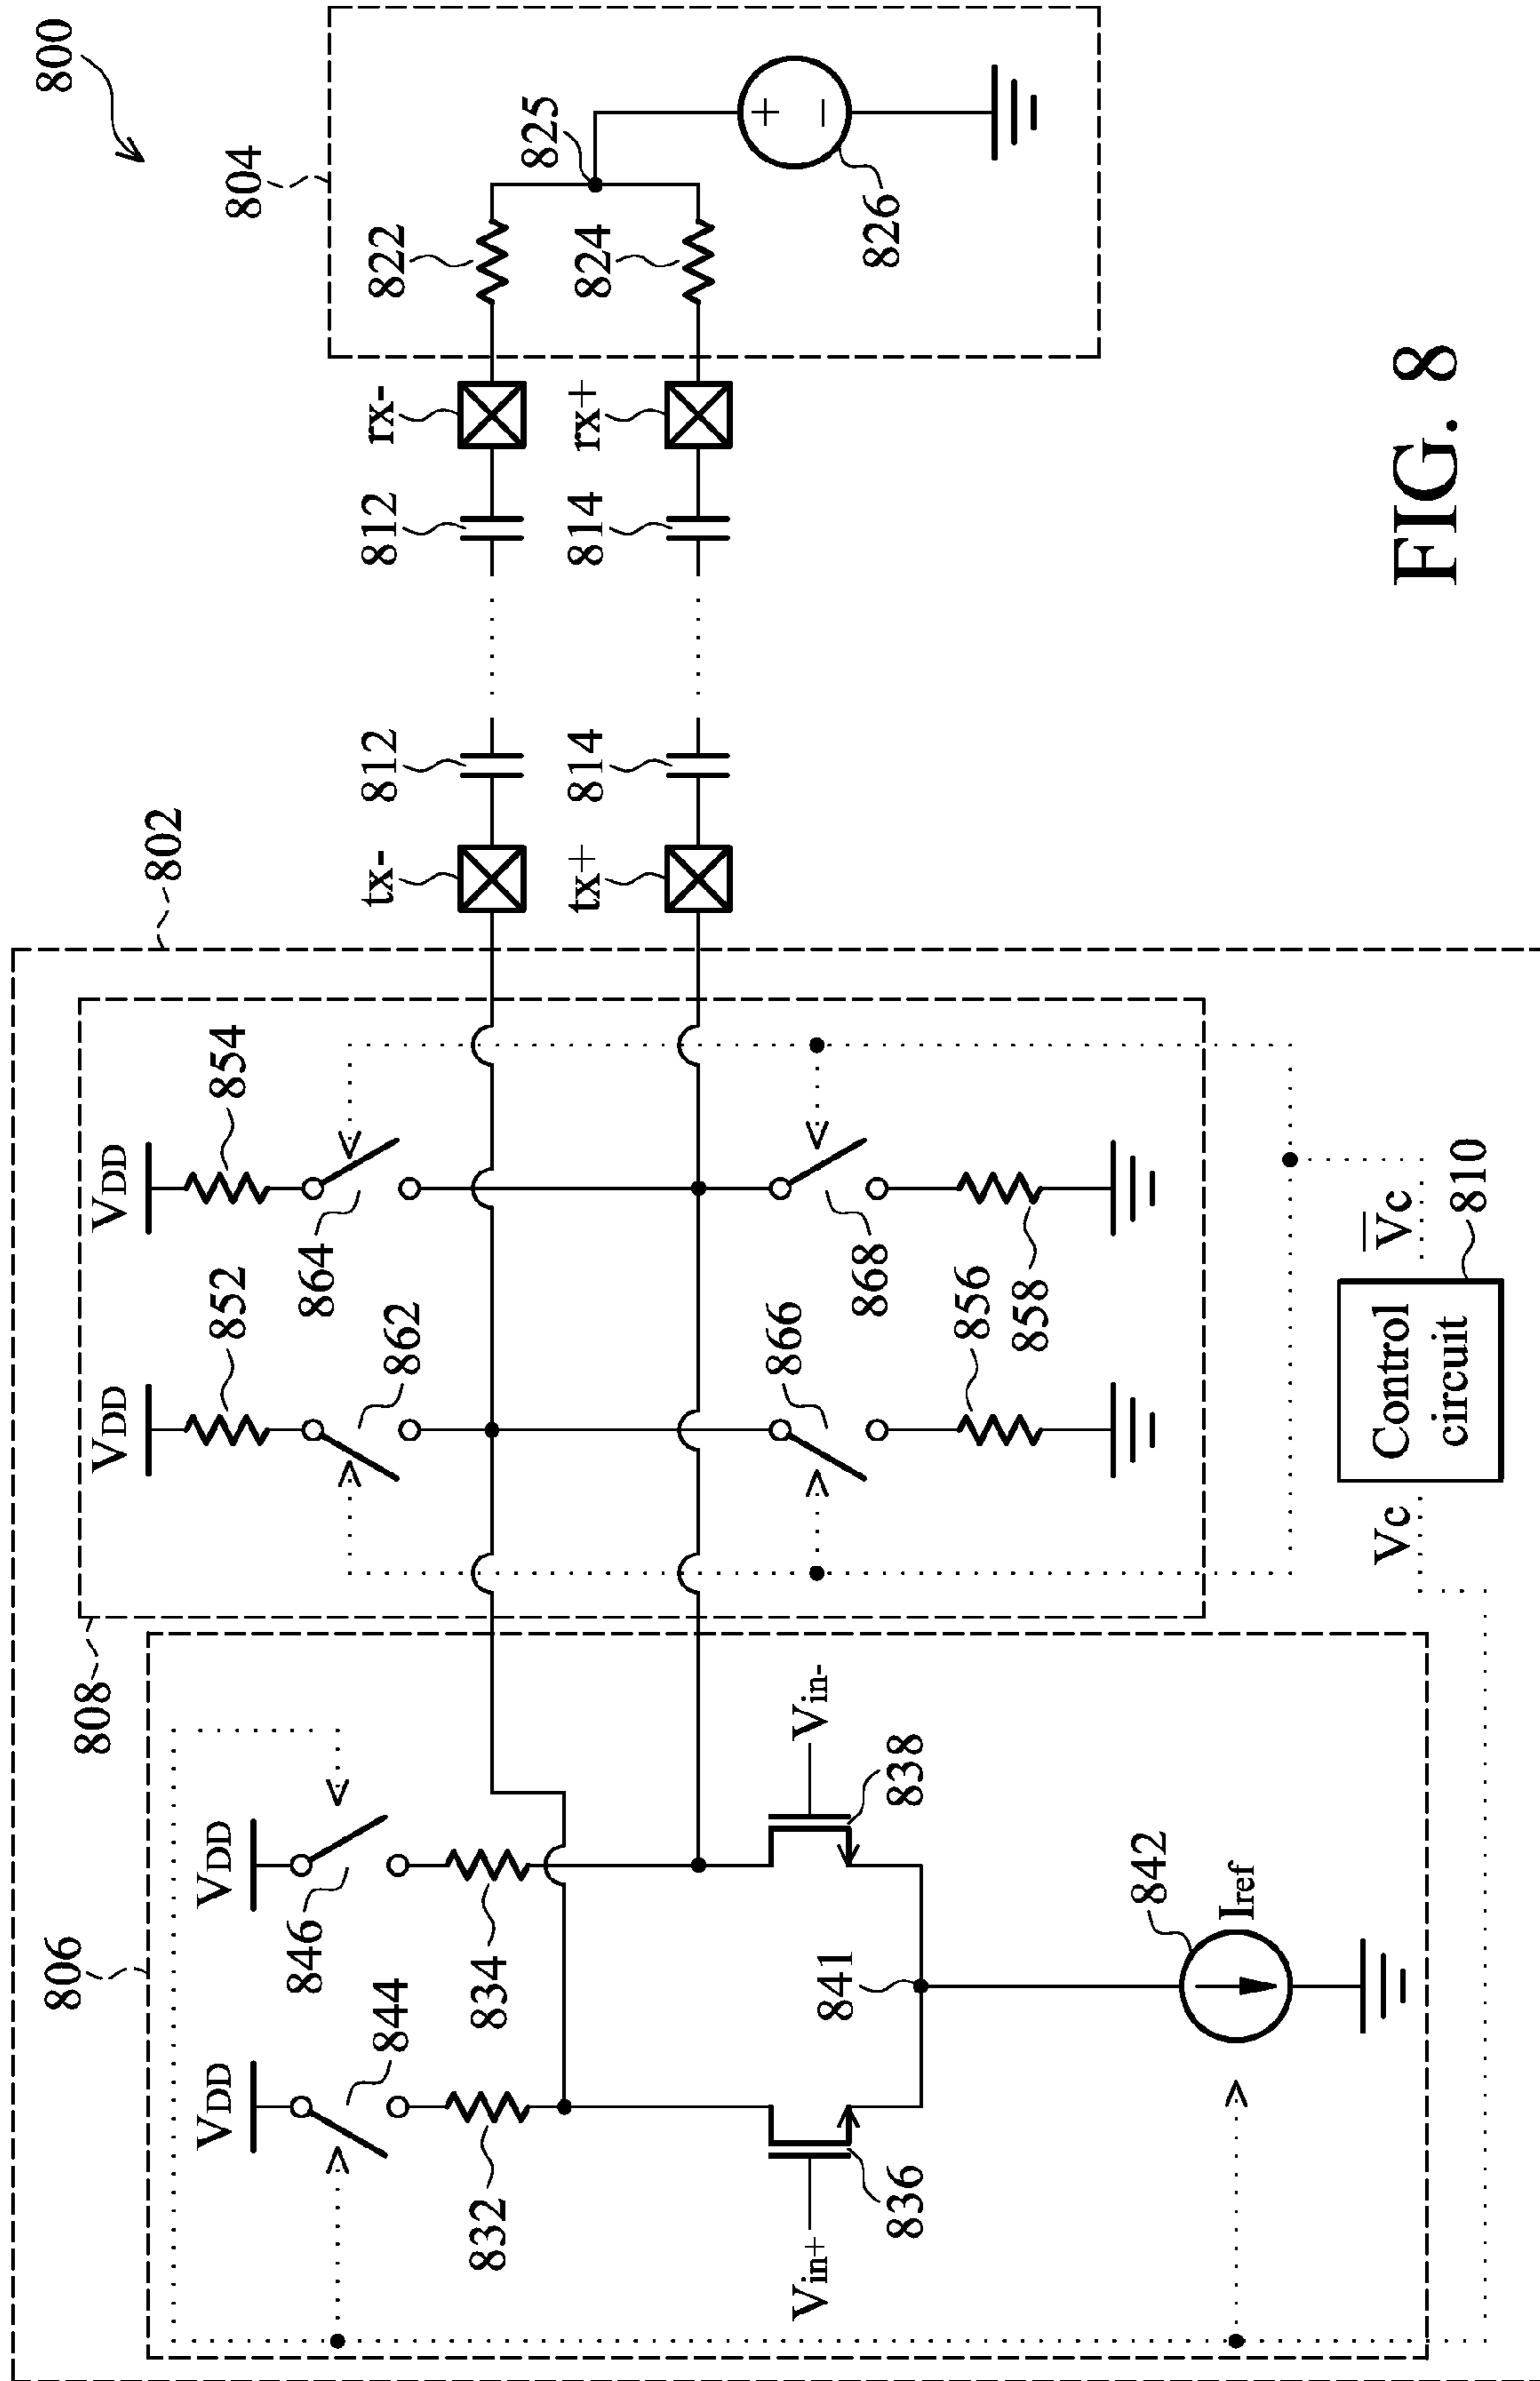 800
804
825
822
824
826
rx-
rx+
812
814
812
814
tx-
tx+
802
808
VDD
VDD
852
854
862
864
866
868
856
858
806
VDD
VDD
844
846
832
834
Vin+
Vin-
836
838
841
842
Iref
Vc
V̅c
Control
circuit
810
FIG. 8